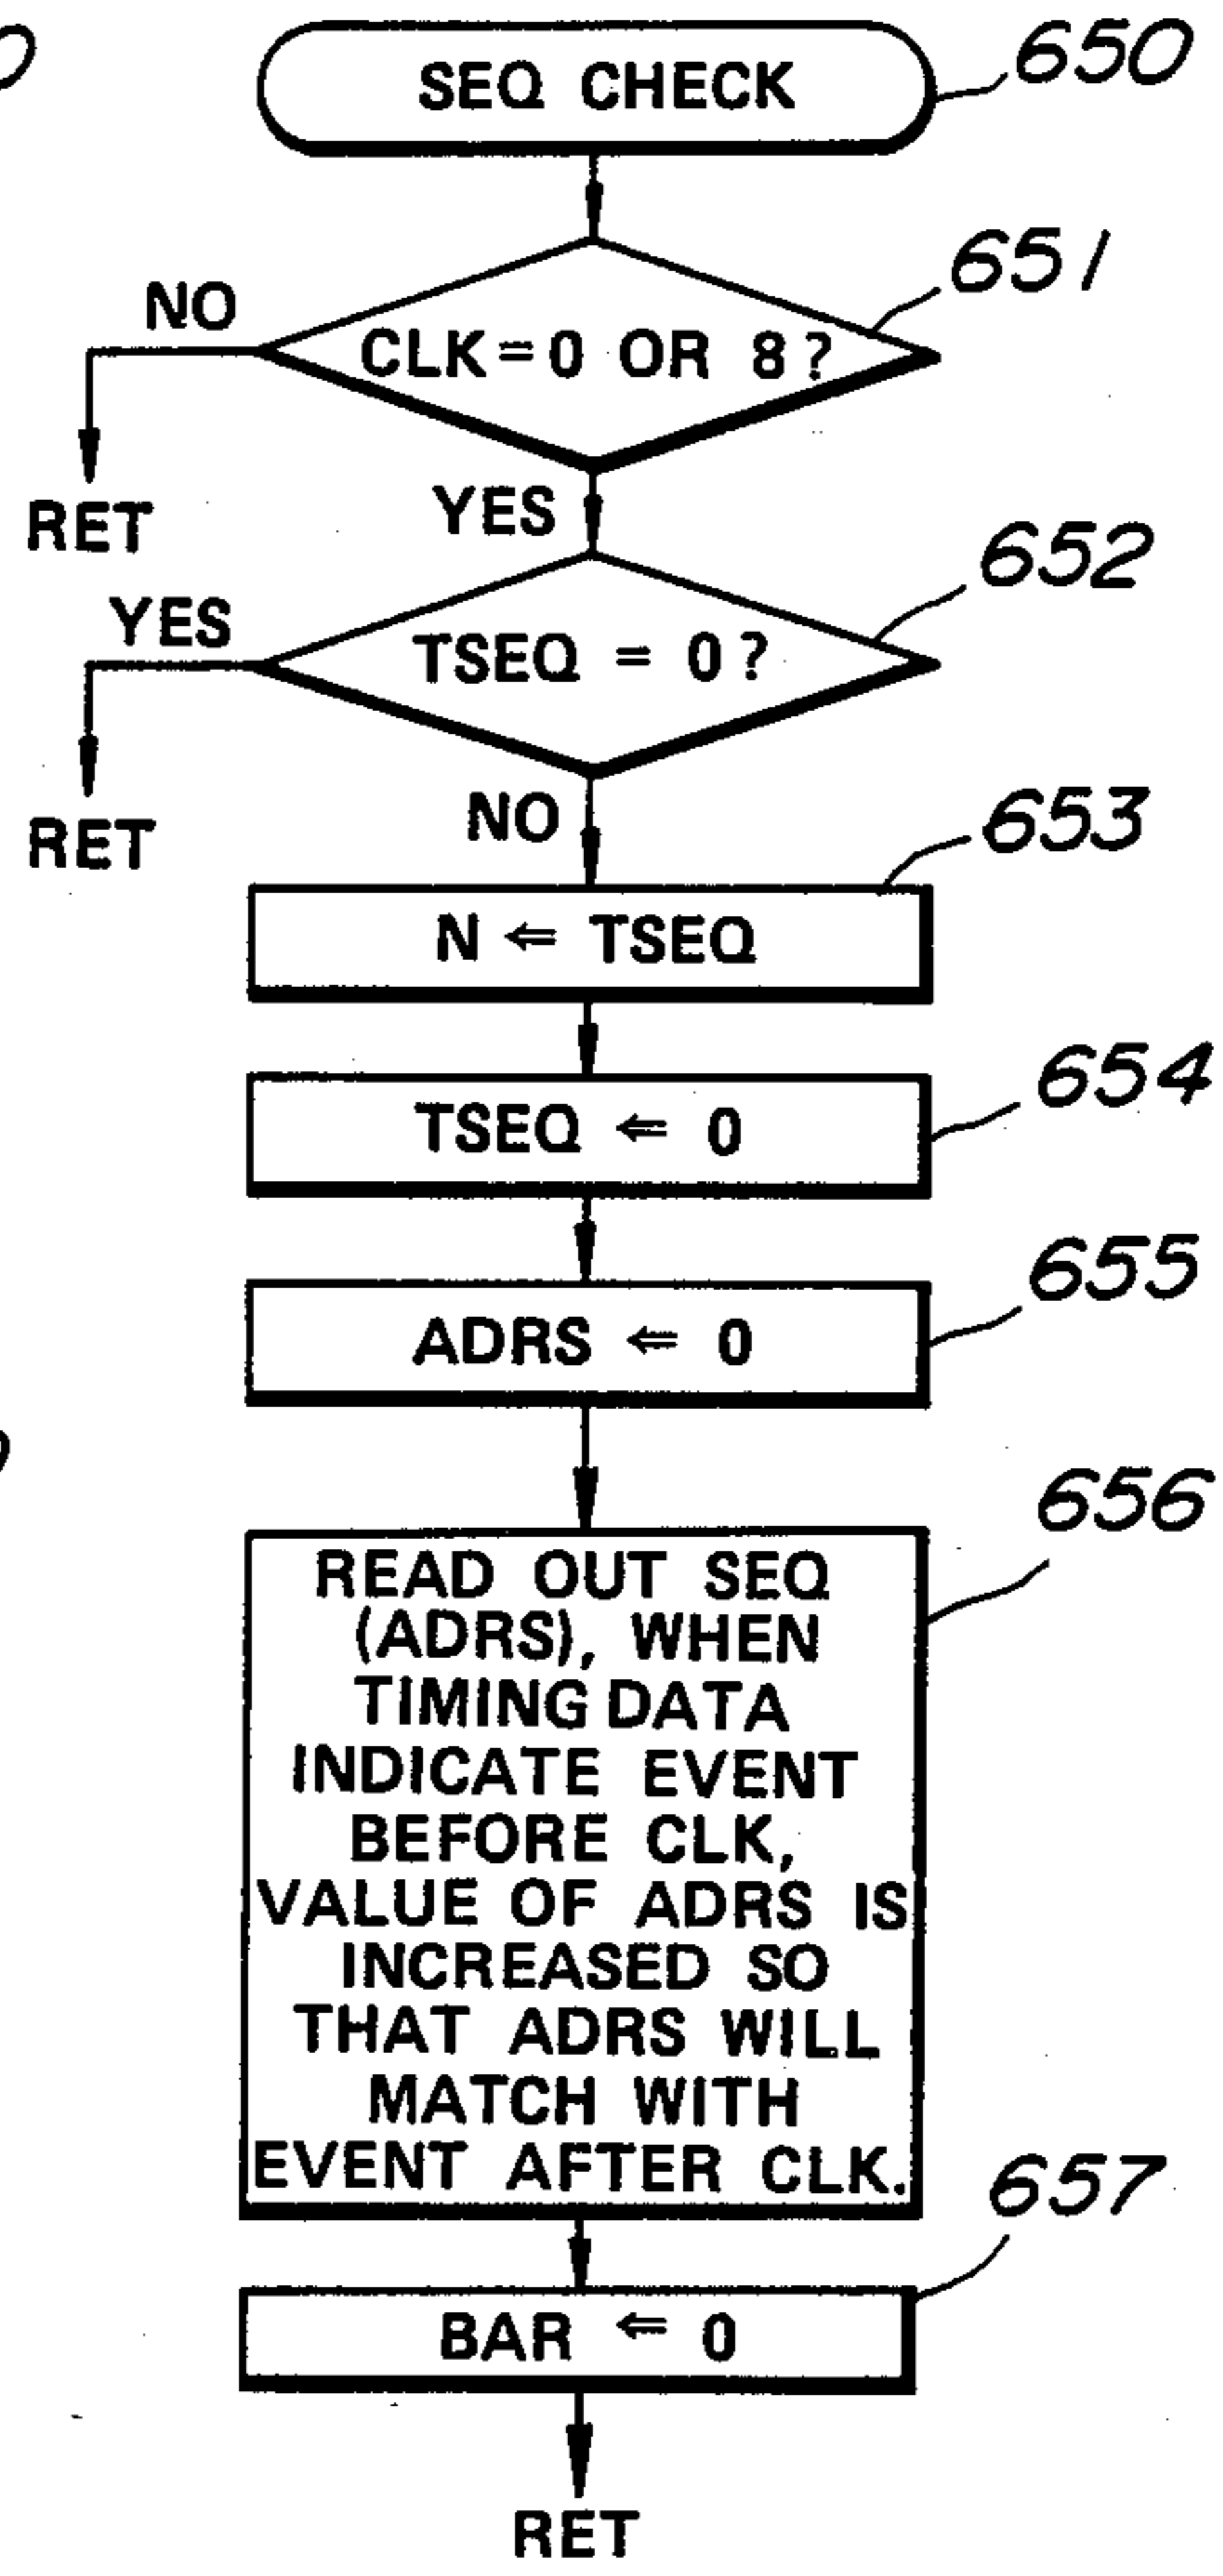 SEQ CHECK
650
651
NO
CLK = 0 OR 8 ?
RET
YES
652
YES
TSEQ = 0 ?
RET
NO
653
N ⇐ TSEQ
654
TSEQ ⇐ 0
655
ADRS ⇐ 0
656
READ OUT SEQ
(ADRS), WHEN
TIMING DATA
INDICATE EVENT
BEFORE CLK,
VALUE OF ADRS IS
INCREASED SO
THAT ADRS WILL
MATCH WITH
EVENT AFTER CLK.
657
BAR ⇐ 0
RET